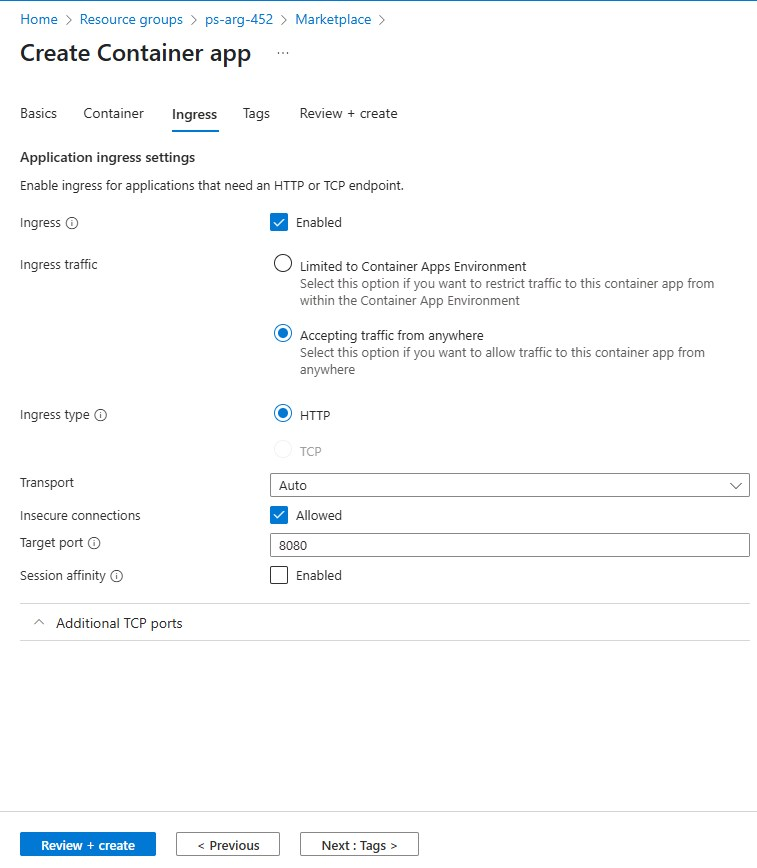 Home > Resource groups > ps-arg-452 > Marketplace >
Create Container app ...
Basics Container Ingress Tags Review + create
Application ingress settings
Enable ingress for applications that need an HTTP or TCP endpoint.
Ingress Enabled
Ingress traffic Limited to Container Apps Environment
Select this option if you want to restrict traffic to this container app from
within the Container App Environment
Accepting traffic from anywhere
Select this option if you want to allow traffic to this container app from
anywhere
Ingress type HTTP
TCP
Transport Auto
Insecure connections Allowed
Target port 8080
Session affinity Enabled
Additional TCP ports
Review + create < Previous Next : Tags >